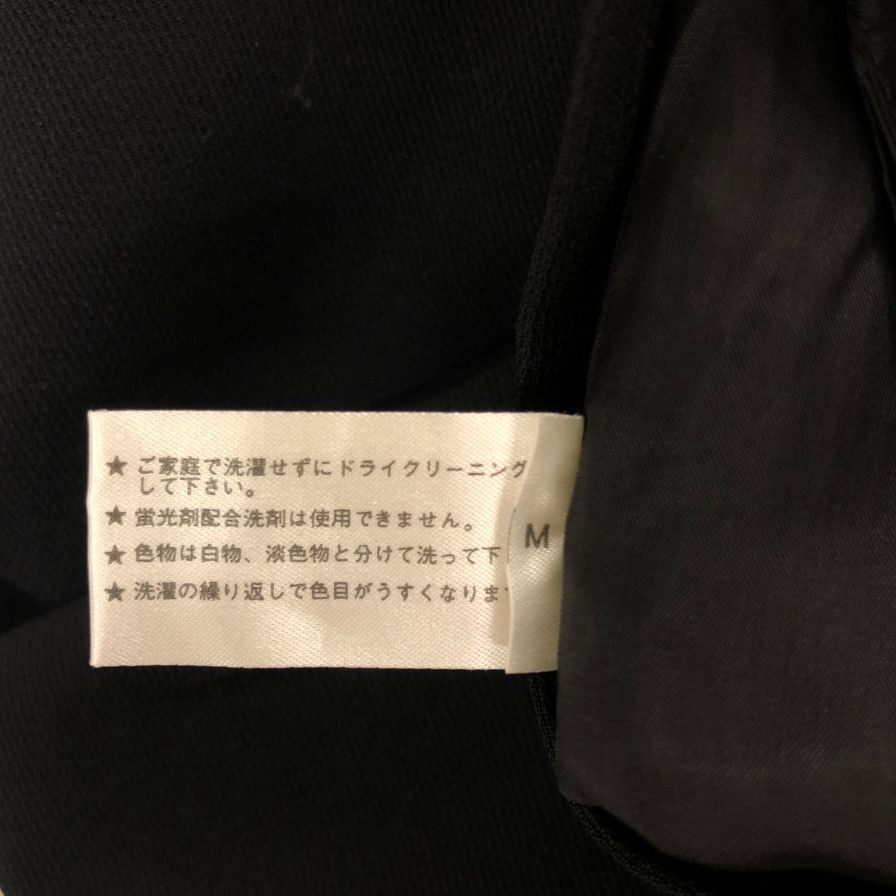 ★ ご家庭で洗濯せずにドライクリーニング
して下さい。
★ 蛍光剤配合洗剤は使用できません。
★ 色物は白物、淡色物と分けて洗って下
★ 洗濯の繰り返しで色目がうすくなりま
M